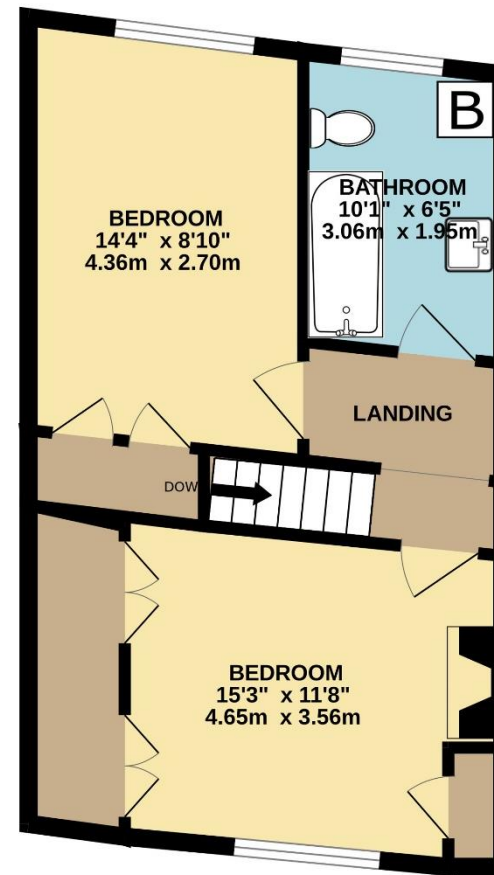 B
BATHROOM
10'1" x 6'5"
3.06m x 1.95m
BEDROOM
14'4" x 8'10"
4.36m x 2.70m
LANDING
DOW
BEDROOM
15'3" x 11'8"
4.65m x 3.56m